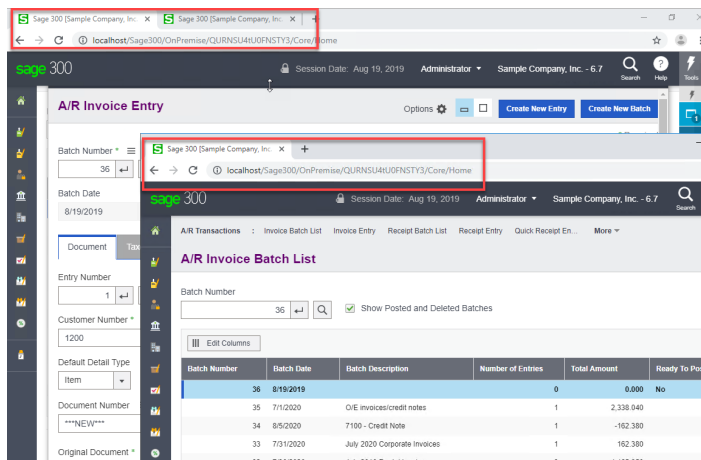 Sage 300 [Sample Company, Inc.
Sage 300 [Sample Company, Inc.
localhost/Sage300/OnPremise/QURNSU4tU0FNSTY3/Core/Home
sage 300
Session Date: Aug 19, 2019
Administrator
Sample Company, Inc. - 6.7
Search
Help
Tools
A/R Invoice Entry
Options
Create New Entry
Create New Batch
1
Batch Number *
36
Batch Date
8/19/2019
Document
Tax
Entry Number
1
Customer Number *
1200
Default Detail Type
Item
Document Number
***NEW***
Original Document *
Sage 300 [Sample Company, Inc.
localhost/Sage300/OnPremise/QURNSU4tU0FNSTY3/Core/Home
sage 300
Session Date: Aug 19, 2019
Administrator
Sample Company, Inc. - 6.7
Search
A/R Transactions : Invoice Batch List Invoice Entry Receipt Batch List Receipt Entry Quick Receipt En... More
A/R Invoice Batch List
Batch Number
36
Show Posted and Deleted Batches
Edit Columns
Batch Number Batch Date Batch Description Number of Entries Total Amount Ready To Pos
36 8/19/2019 0 0.000 No
35 7/1/2020 O/E invoices/credit notes 1 2,338.040
34 8/5/2020 7100 - Credit Note 1 -162.380
33 7/31/2020 July 2020 Corporate Invoices 1 162.380